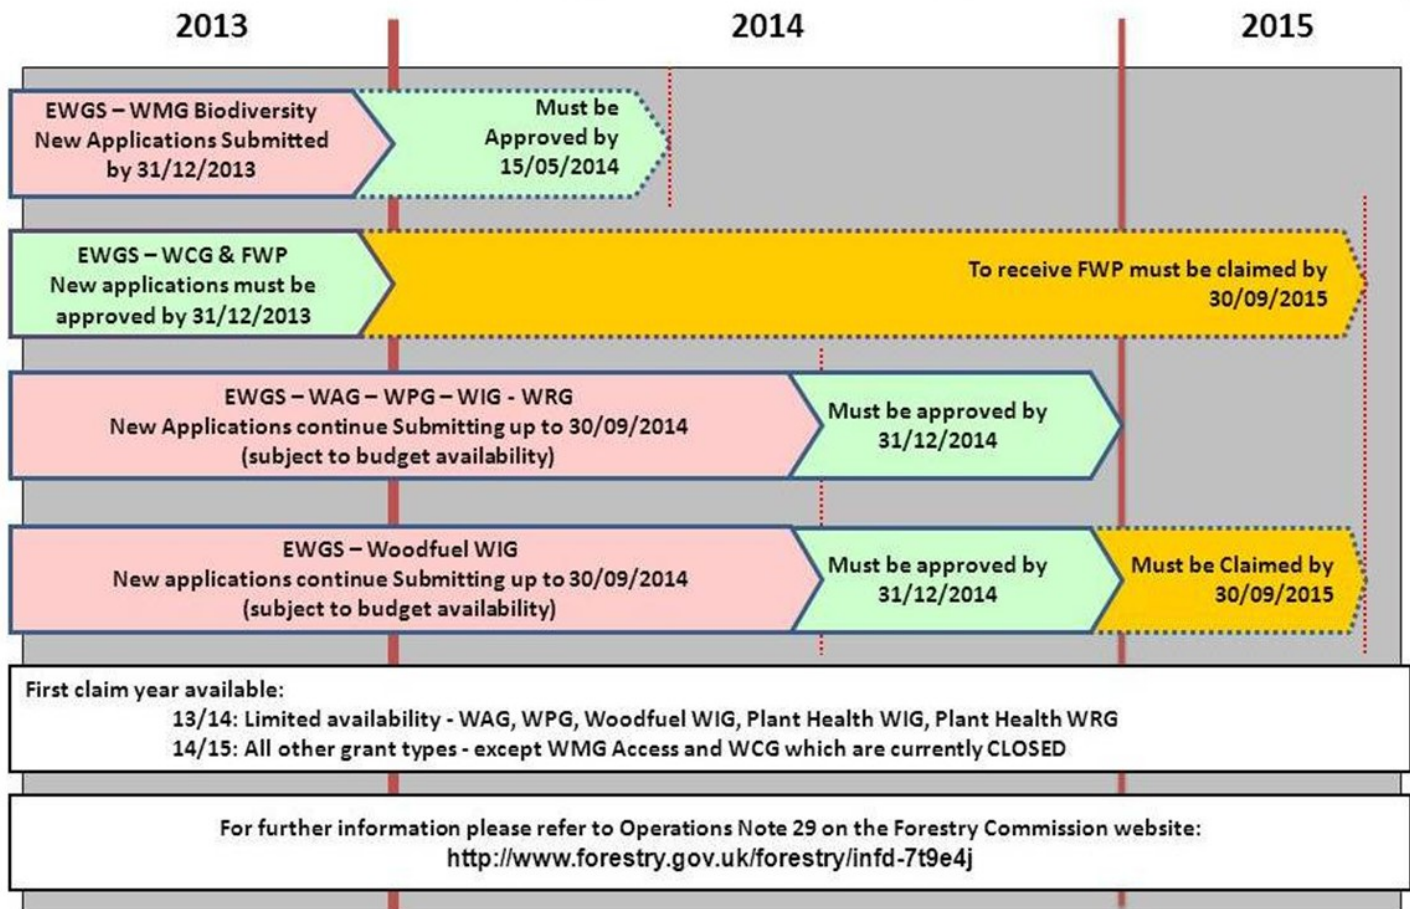 2013
2014
2015
EWGS – WMG Biodiversity
New Applications Submitted
by 31/12/2013
Must be
Approved by
15/05/2014
EWGS – WCG & FWP
New applications must be
approved by 31/12/2013
To receive FWP must be claimed by
30/09/2015
EWGS – WAG – WPG – WIG - WRG
New Applications continue Submitting up to 30/09/2014
(subject to budget availability)
Must be approved by
31/12/2014
EWGS – Woodfuel WIG
New applications continue Submitting up to 30/09/2014
(subject to budget availability)
Must be approved by
31/12/2014
Must be Claimed by
30/09/2015
First claim year available:
13/14: Limited availability - WAG, WPG, Woodfuel WIG, Plant Health WIG, Plant Health WRG
14/15: All other grant types - except WMG Access and WCG which are currently CLOSED
For further information please refer to Operations Note 29 on the Forestry Commission website:
http://www.forestry.gov.uk/forestry/infd-7t9e4j